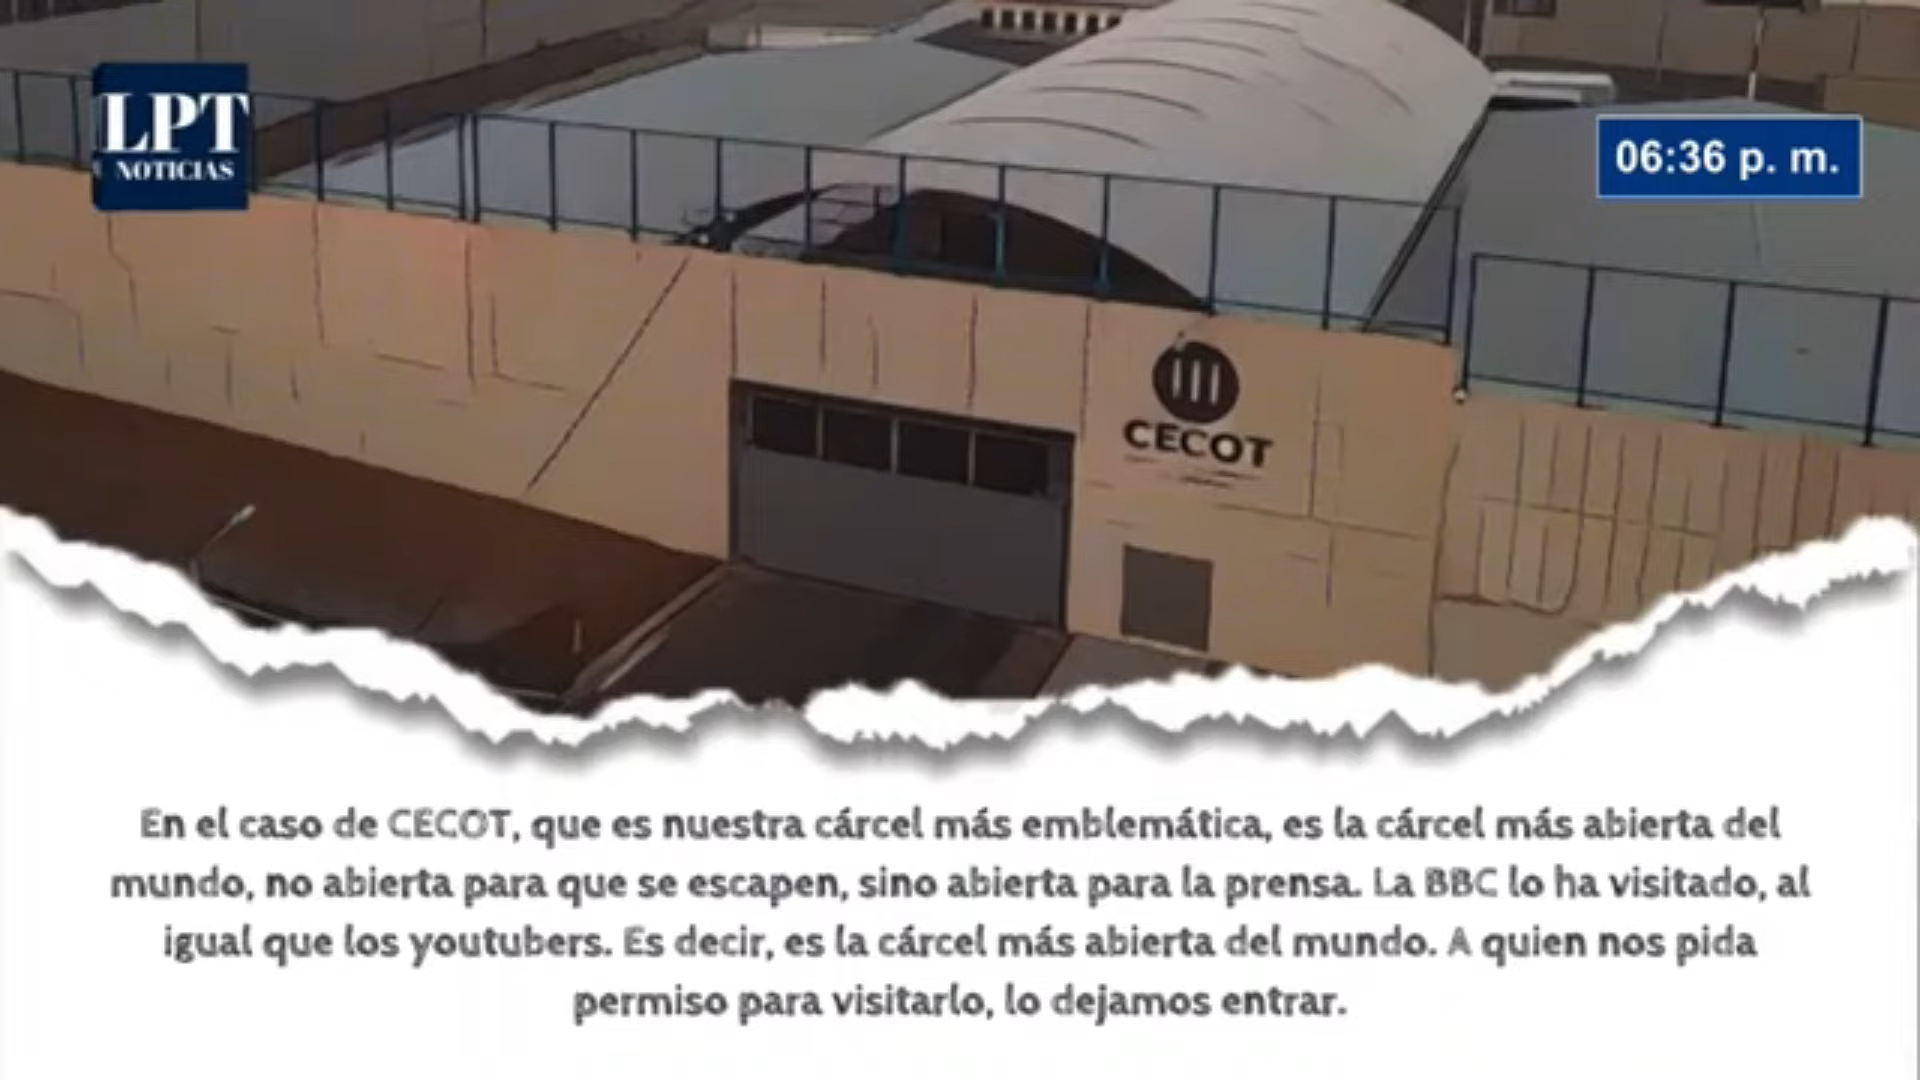 LPT
NOTICIAS
06:36 p. m.
CECOT
En el caso de CECOT, que es nuestra cárcel más emblemática, es la cárcel más abierta del
mundo, no abierta para que se escapen, sino abierta para la prensa. La BBC lo ha visitado, al
igual que los youtubers. Es decir, es la cárcel más abierta del mundo. A quien nos pida
permiso para visitarlo, lo dejamos entrar.